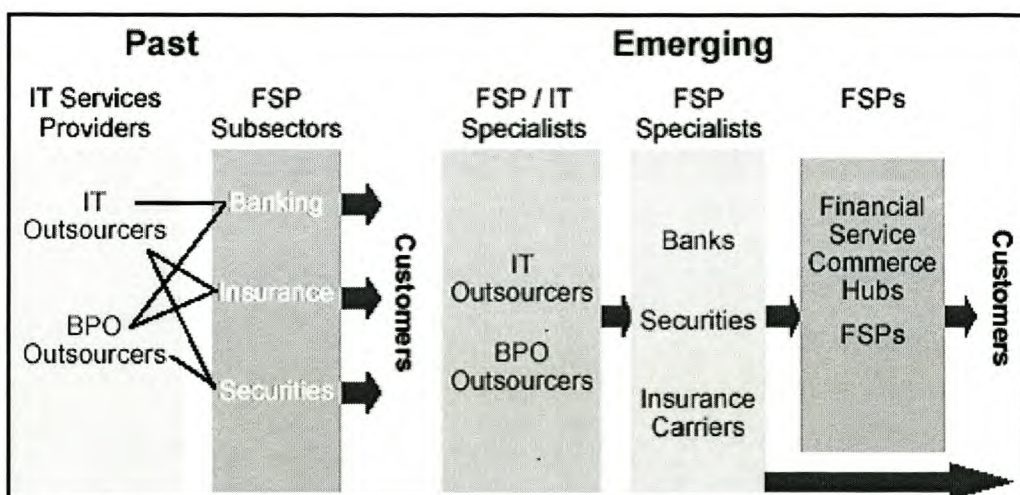 Past
IT Services
Providers
FSP
Subsectors
IT
Outsourcers
BPO
Outsourcers
Banking
Insurance
Securities
Customers
Emerging
FSP / IT
Specialists
FSP
Specialists
FSPs
IT
Outsourcers
BPO
Outsourcers
Banks
Securities
Insurance
Carriers
Financial
Service
Commerce
Hubs
FSPs
Customers